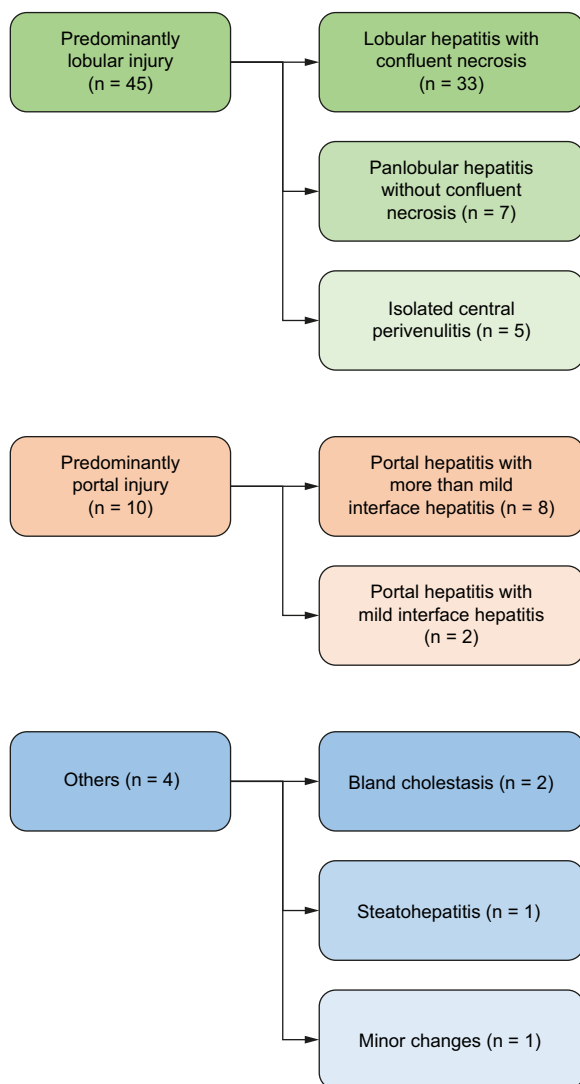 Predominantly
lobular injury
(n = 45)
Lobular hepatitis with
confluent necrosis
(n = 33)
Panlobular hepatitis
without confluent
necrosis (n = 7)
Isolated central
perivenulitis (n = 5)
Predominantly
portal injury
(n = 10)
Portal hepatitis with
more than mild
interface hepatitis (n = 8)
Portal hepatitis with
mild interface hepatitis
(n = 2)
Others (n = 4)
Bland cholestasis (n = 2)
Steatohepatitis (n = 1)
Minor changes (n = 1)